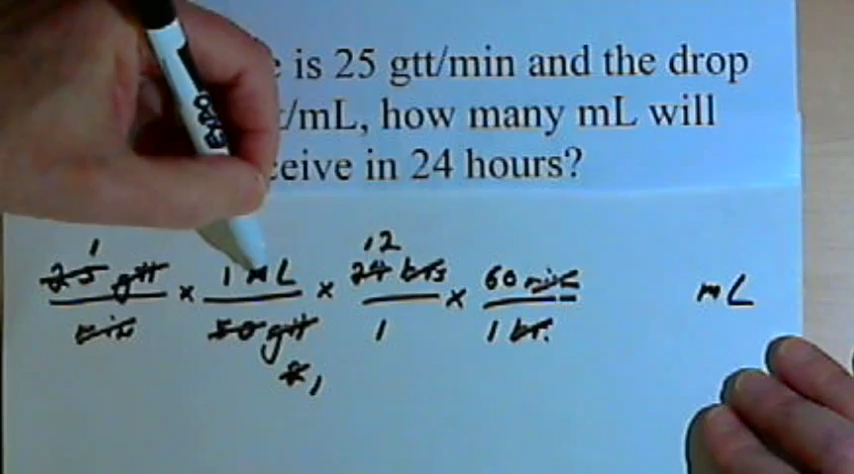 e is 25 gtt/min and the drop
t/mL, how many mL will
ceive in 24 hours?
EXPO
1 12
25 gtt × 1 mL × 24 hrs × 60 min mL
min 50 gtt 1 1 hr.
2 1